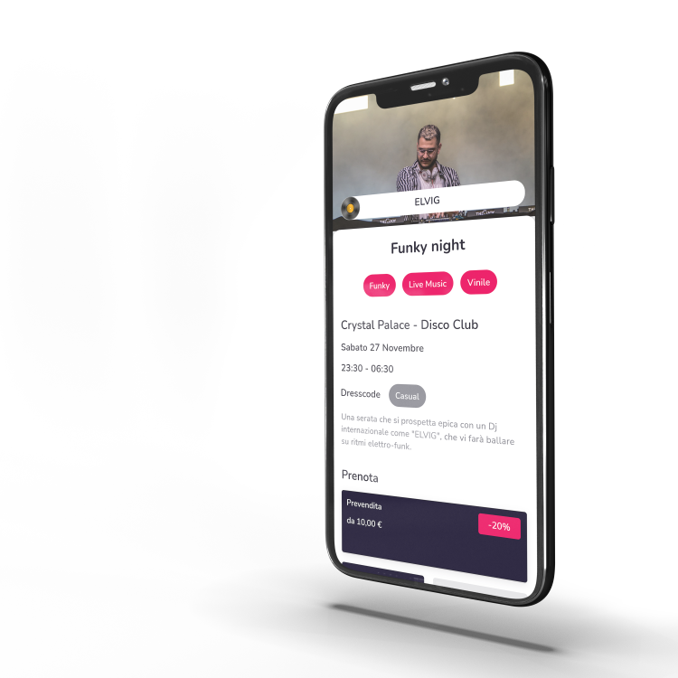 ELVIG
Funky night
Funky
Live Music
Vinile
Crystal Palace - Disco Club
Sabato 27 Novembre
23:30 - 06:30
Dresscode
Casual
Una serata che si prospetta epica con un Dj
internazionale come "ELVIG", che vi farà ballare
su ritmi elettro-funk.
Prenota
Prevendita
da 10,00 €
-20%